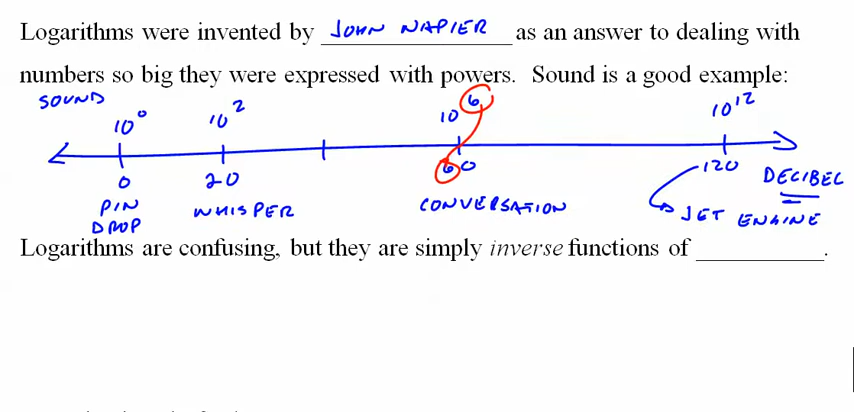 Logarithms were invented by JOHN NAPIER as an answer to dealing with
numbers so big they were expressed with powers. Sound is a good example:
SOUND
10⁰ 10² 10⁶ 10¹²
0 20 60 120 DECIBEL
PIN DROP WHISPER CONVERSATION JET ENGINE
Logarithms are confusing, but they are simply inverse functions of ____________.